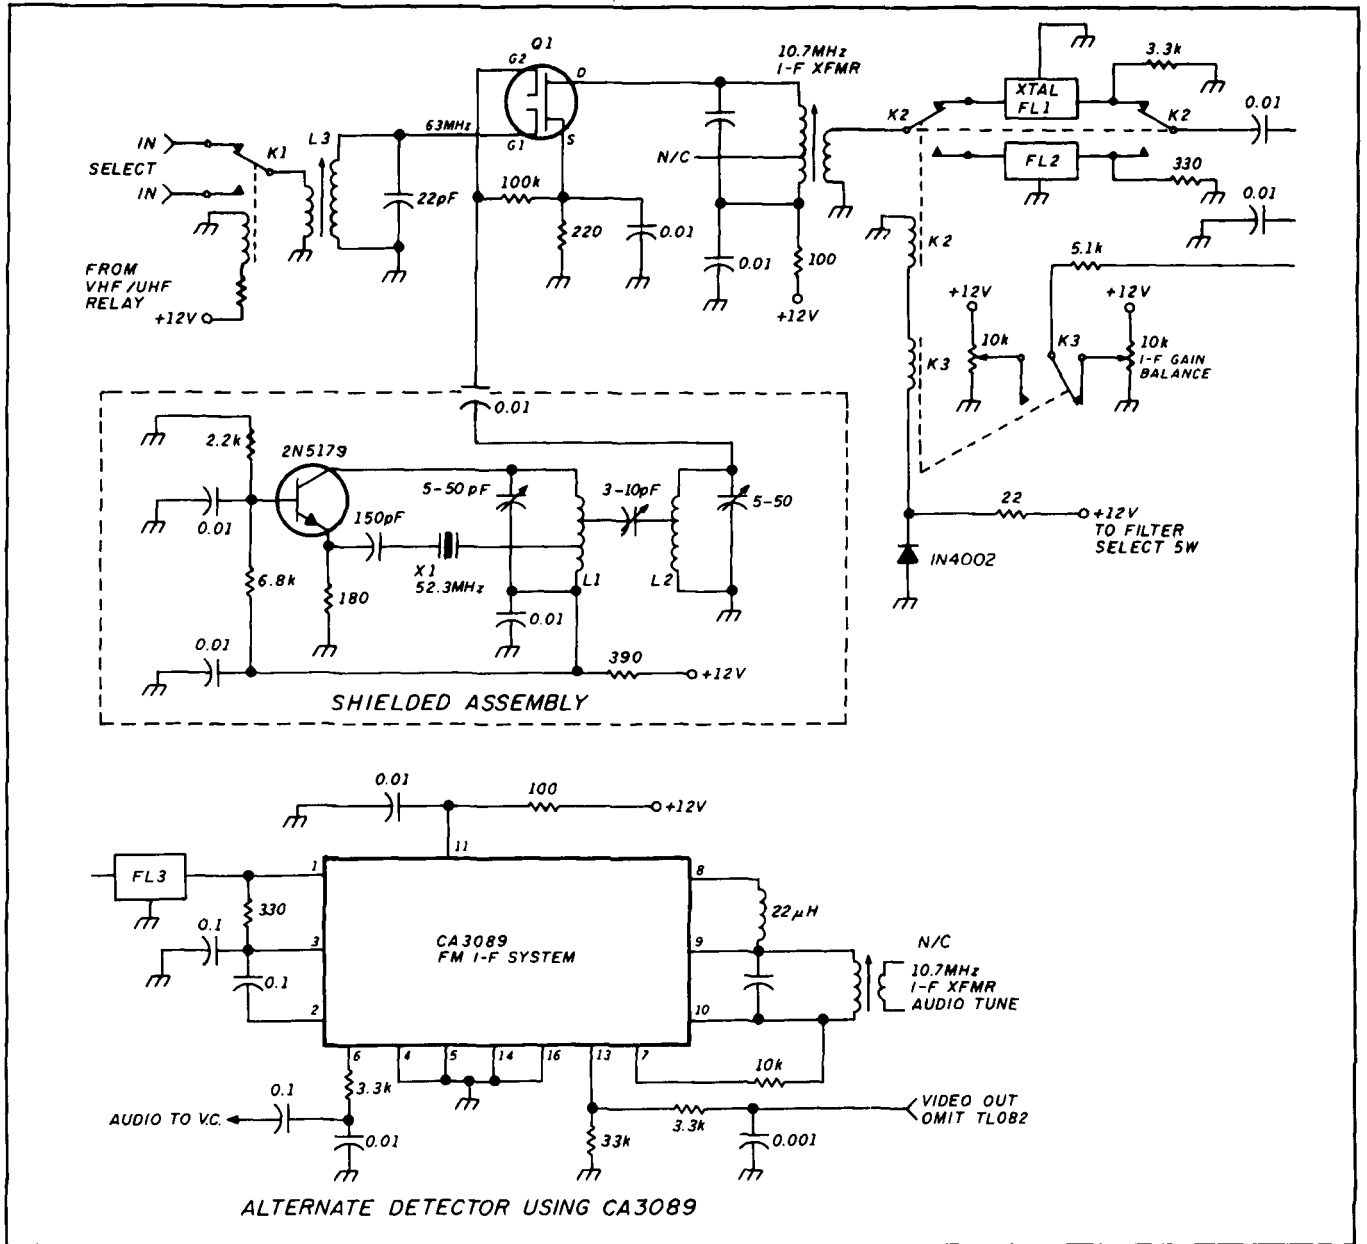 Q1
G2
D
63MHz
G1
S
10.7MHz
I-F XFMR
3.3k
XTAL
FL1
K2
K2
0.01
IN
SELECT
IN
K1
L3
22pF
100k
220
0.01
N/C
0.01
100
+12V
FL2
330
0.01
K2
5.1k
FROM
VHF/UHF
RELAY
+12V
+12V
+12V
10k
K3
K3
10k
I-F GAIN
BALANCE
0.01
2.2k
2N5179
5-50pF
3-10pF
5-50
0.01
150pF
X1
52.3MHz
L1
L2
6.8k
180
0.01
0.01
390
+12V
SHIELDED ASSEMBLY
22
+12V
TO FILTER
SELECT SW
IN4002
0.01
100
+12V
11
FL3
1
8
330
22µH
0.1
3
CA3089
FM I-F SYSTEM
9
N/C
10.7MHz
I-F XFMR
AUDIO TUNE
0.1
2
10
6
4
5
14
16
13
7
3.3k
10k
0.1
AUDIO TO V.C.
0.01
33k
3.3k
0.001
VIDEO OUT
OMIT TL082
ALTERNATE DETECTOR USING CA3089